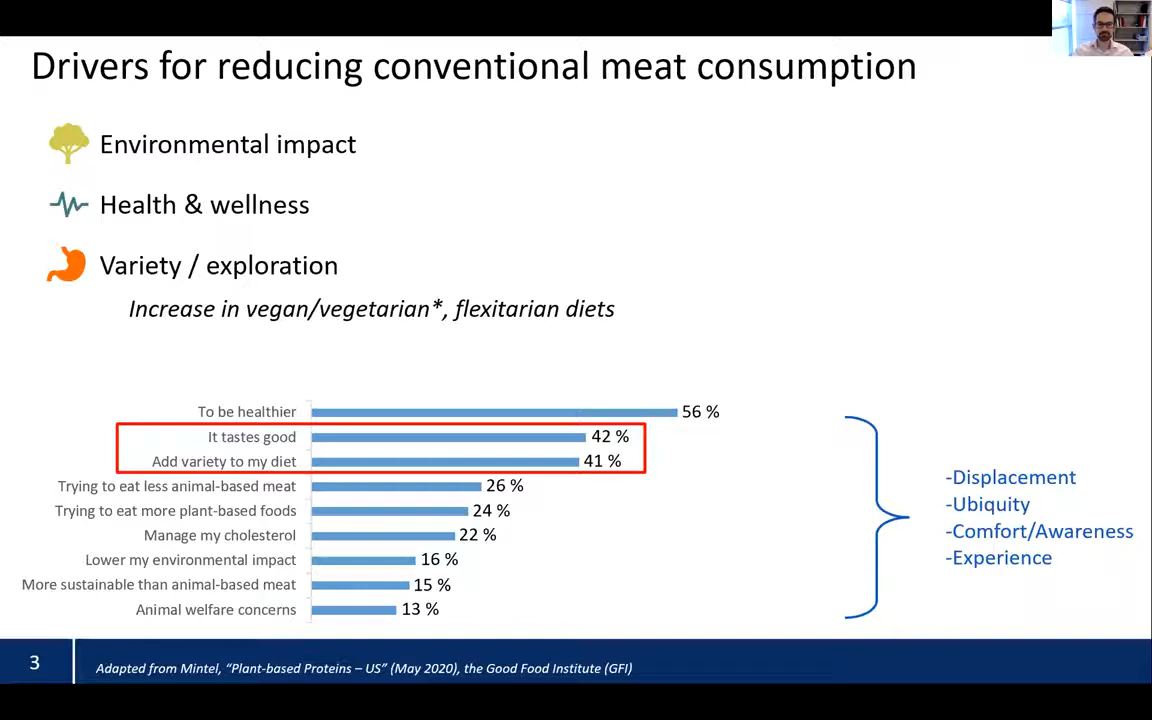 Drivers for reducing conventional meat consumption
Environmental impact
Health & wellness
Variety / exploration
Increase in vegan/vegetarian*, flexitarian diets
To be healthier 56 %
It tastes good 42 %
Add variety to my diet 41 %
Trying to eat less animal-based meat 26 %
Trying to eat more plant-based foods 24 %
Manage my cholesterol 22 %
Lower my environmental impact 16 %
More sustainable than animal-based meat 15 %
Animal welfare concerns 13 %
-Displacement
-Ubiquity
-Comfort/Awareness
-Experience
3
Adapted from Mintel, “Plant-based Proteins – US” (May 2020), the Good Food Institute (GFI)